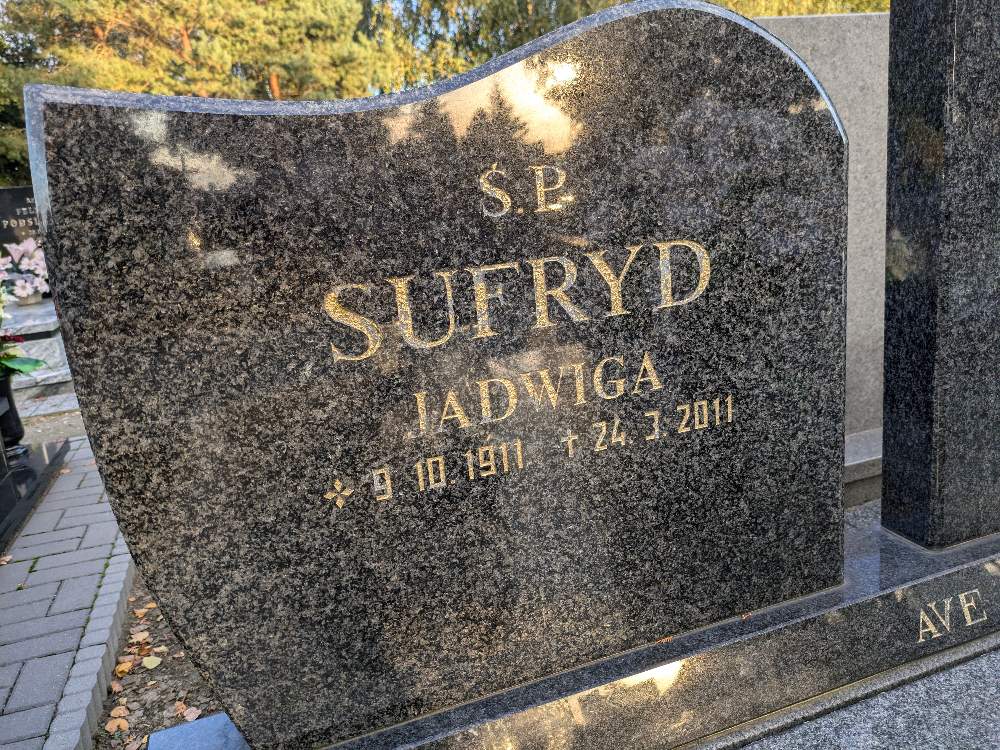 Ś.P.
SUFRYD
JADWIGA
9.10.1911 † 24.3.2011
AVE